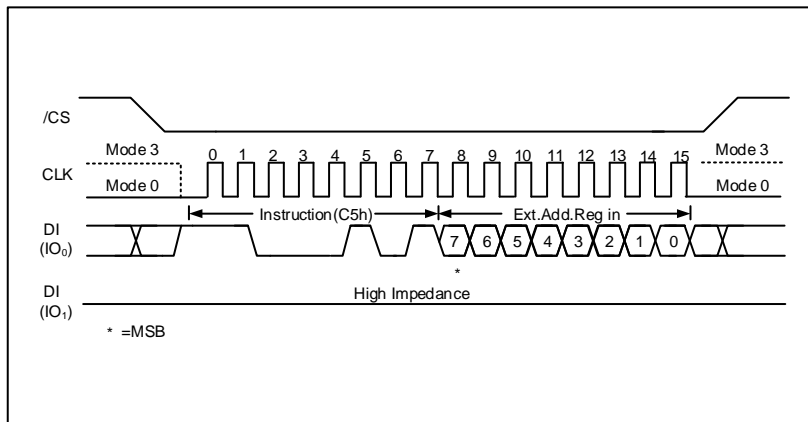 /CS
Mode 3
0 1 2 3 4 5 6 7 8 9 10 11 12 13 14 15
Mode 3
CLK
Mode 0
Mode 0
Instruction(C5h)
Ext.Add.Reg in
DI
(IO0)
7 6 5 4 3 2 1 0
*
DI
(IO1)
High Impedance
* =MSB